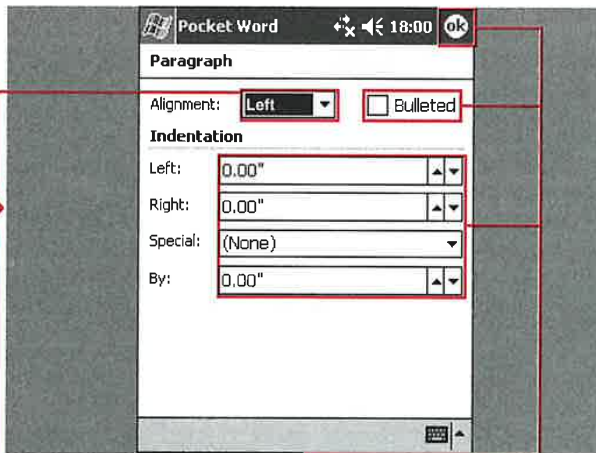 Pocket Word 18:00 ok
Paragraph
Alignment: Left Bulleted
Indentation
Left: 0.00"
Right: 0.00"
Special: (None)
By: 0.00"